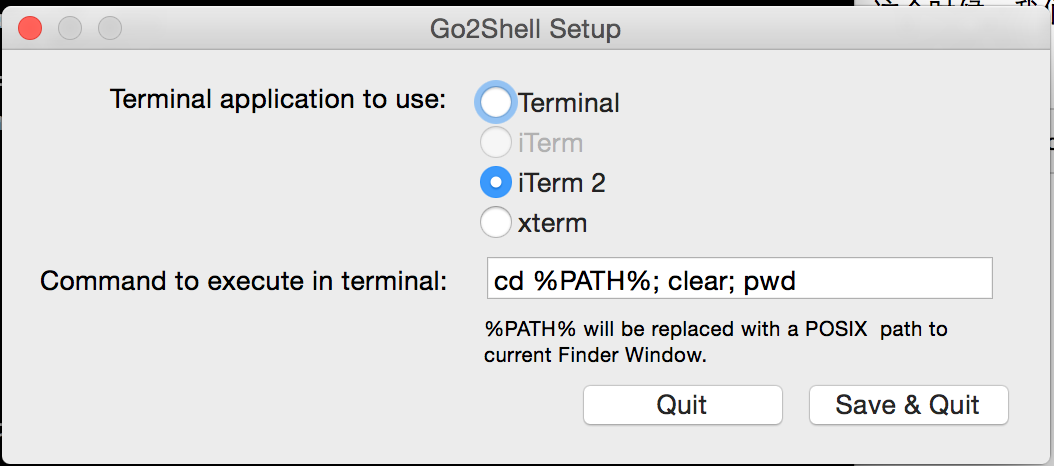 Go2Shell Setup
Terminal application to use:
Terminal
iTerm
iTerm 2
xterm
Command to execute in terminal:
cd %PATH%; clear; pwd
%PATH% will be replaced with a POSIX  path to
current Finder Window.
Quit
Save & Quit